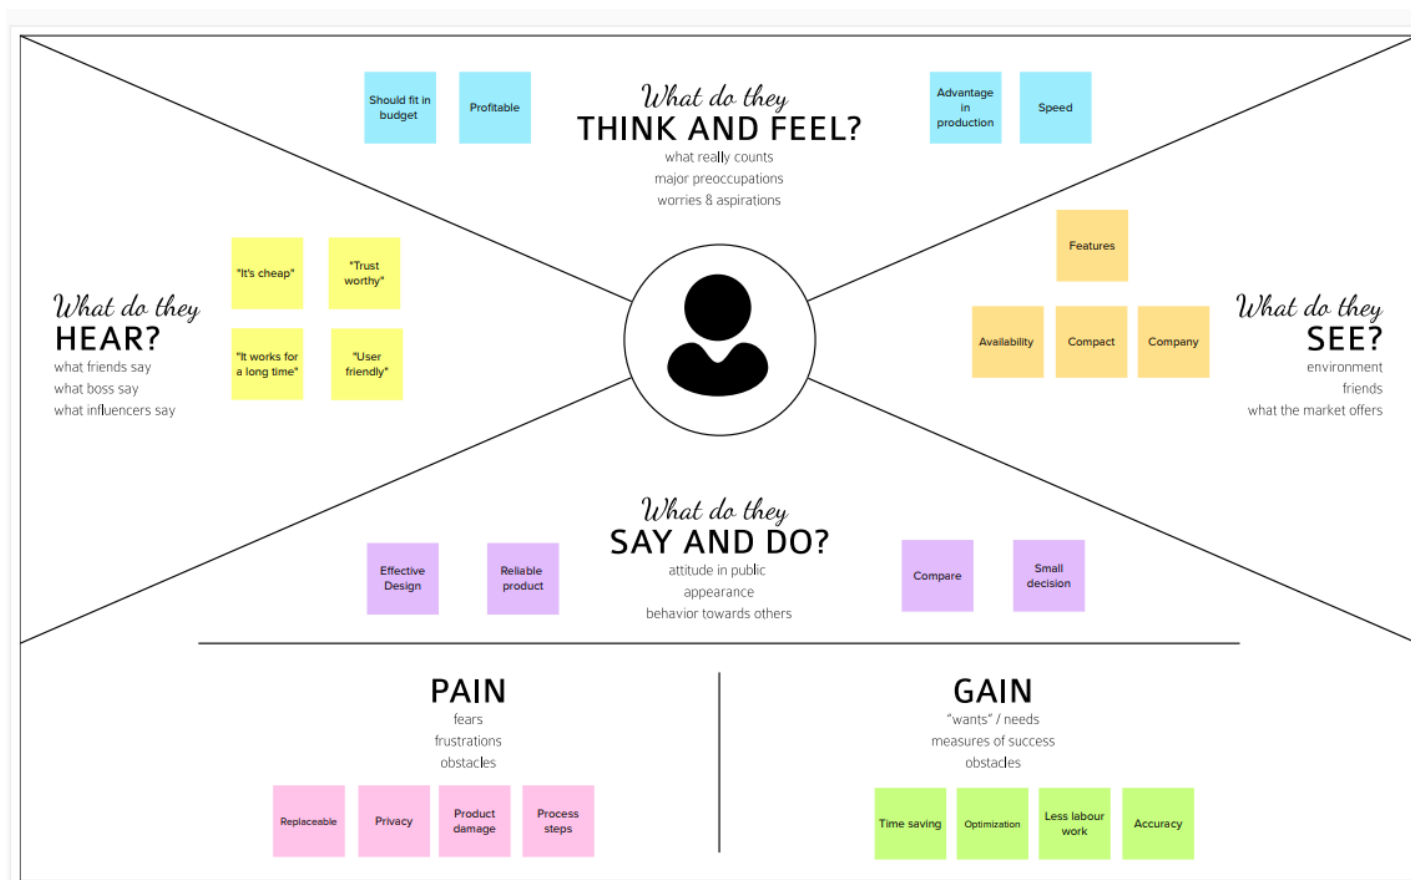 What do they
THINK AND FEEL?
what really counts
major preoccupations
worries & aspirations
Should fit in
budget
Profitable
Advantage
in
production
Speed
What do they
HEAR?
what friends say
what boss say
what influencers say
"It's cheap"
"Trust
worthy"
"It works for
a long time"
"User
friendly"
What do they
SEE?
environment
friends
what the market offers
Features
Availability
Compact
Company
What do they
SAY AND DO?
attitude in public
appearance
behavior towards others
Effective
Design
Reliable
product
Compare
Small
decision
PAIN
fears
frustrations
obstacles
Replaceable
Privacy
Product
damage
Process
steps
GAIN
"wants" / needs
measures of success
obstacles
Time saving
Optimization
Less labour
work
Accuracy